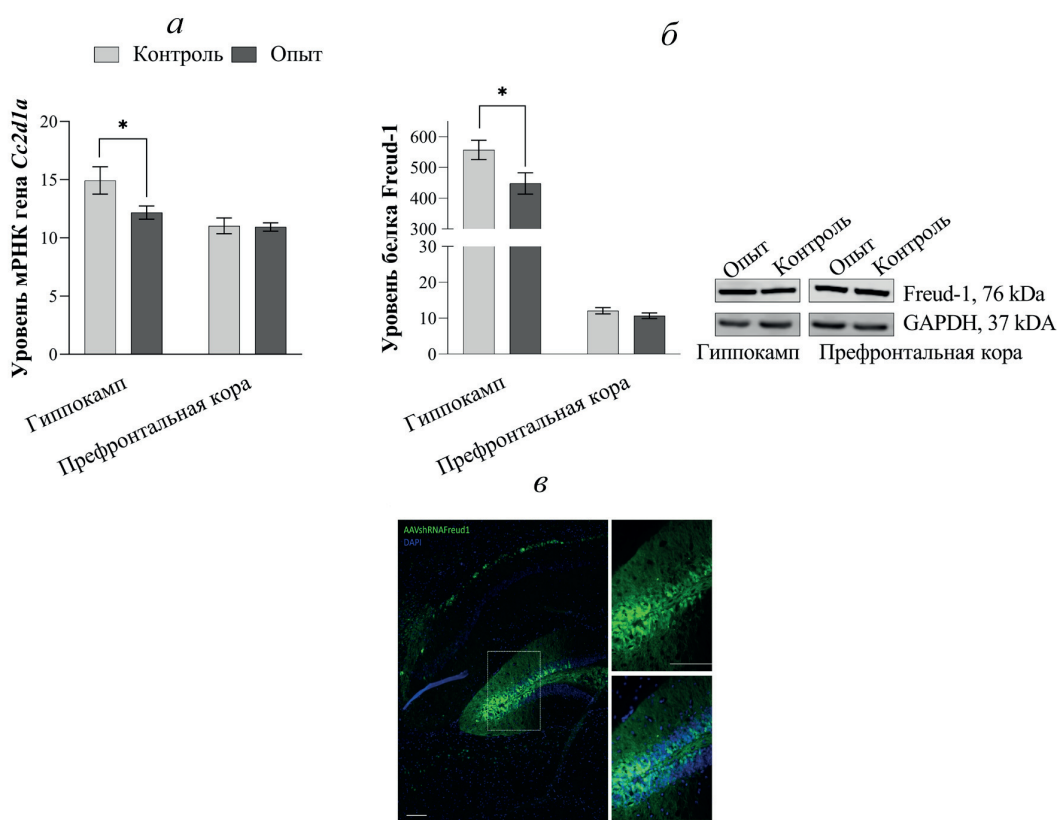 а
Контроль Опыт
Уровень мРНК гена Cc2d1a
20
15
10
5
0
*
Гиппокамп
Префронтальная кора
б
Уровень белка Freud-1
600
500
400
300
30
20
10
0
*
Гиппокамп
Префронтальная кора
Опыт Контроль Опыт Контроль
Freud-1, 76 kDa
GAPDH, 37 kDA
Гиппокамп Префронтальная кора
в
AAVshRNAFreud1
DAPI